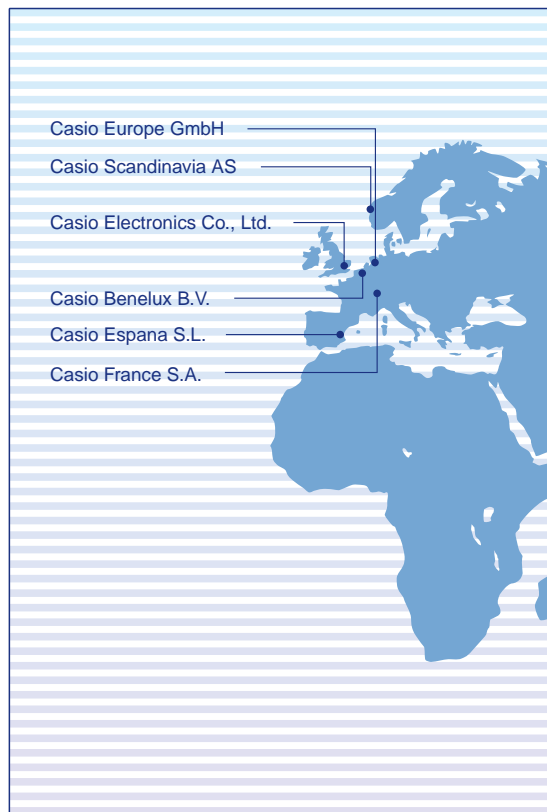 Casio Europe GmbH
Casio Scandinavia AS
Casio Electronics Co., Ltd.
Casio Benelux B.V.
Casio Espana S.L.
Casio France S.A.